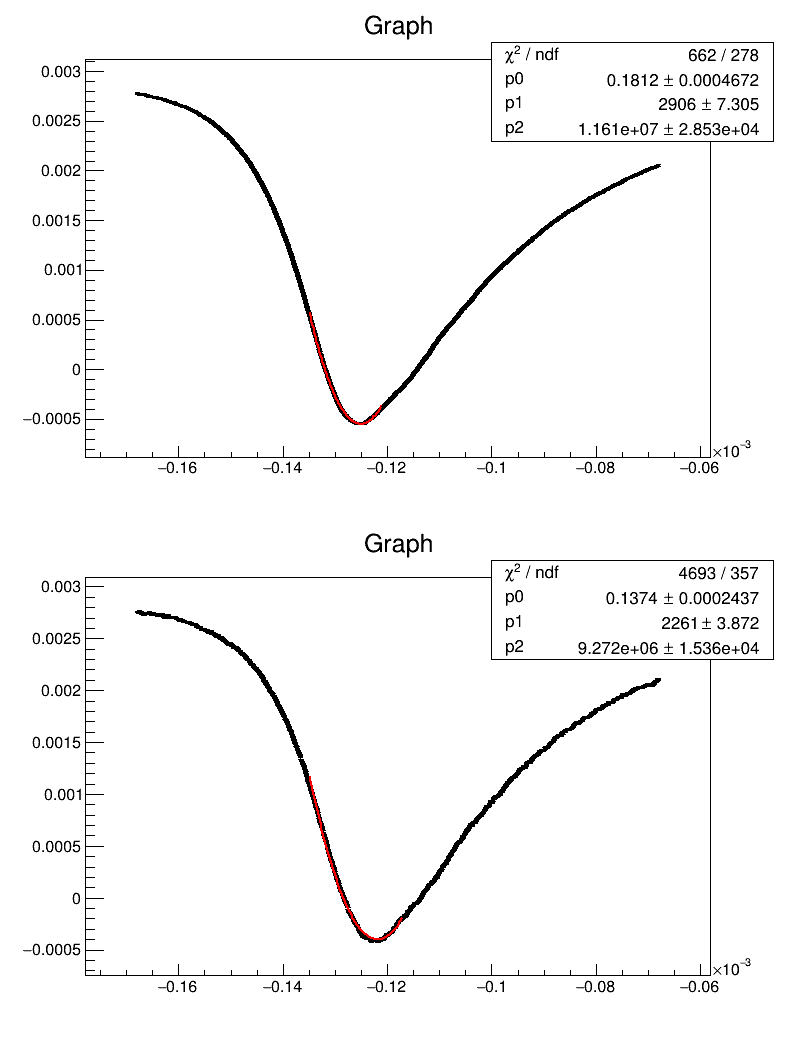 Graph
χ² / ndf 662 / 278
p0 0.1812 ± 0.0004672
p1 2906 ± 7.305
p2 1.161e+07 ± 2.853e+04
0.003
0.0025
0.002
0.0015
0.001
0.0005
0
−0.0005
−0.16 −0.14 −0.12 −0.1 −0.08 −0.06
×10⁻³
Graph
χ² / ndf 4693 / 357
p0 0.1374 ± 0.0002437
p1 2261 ± 3.872
p2 9.272e+06 ± 1.536e+04
0.003
0.0025
0.002
0.0015
0.001
0.0005
0
−0.0005
−0.16 −0.14 −0.12 −0.1 −0.08 −0.06
×10⁻³